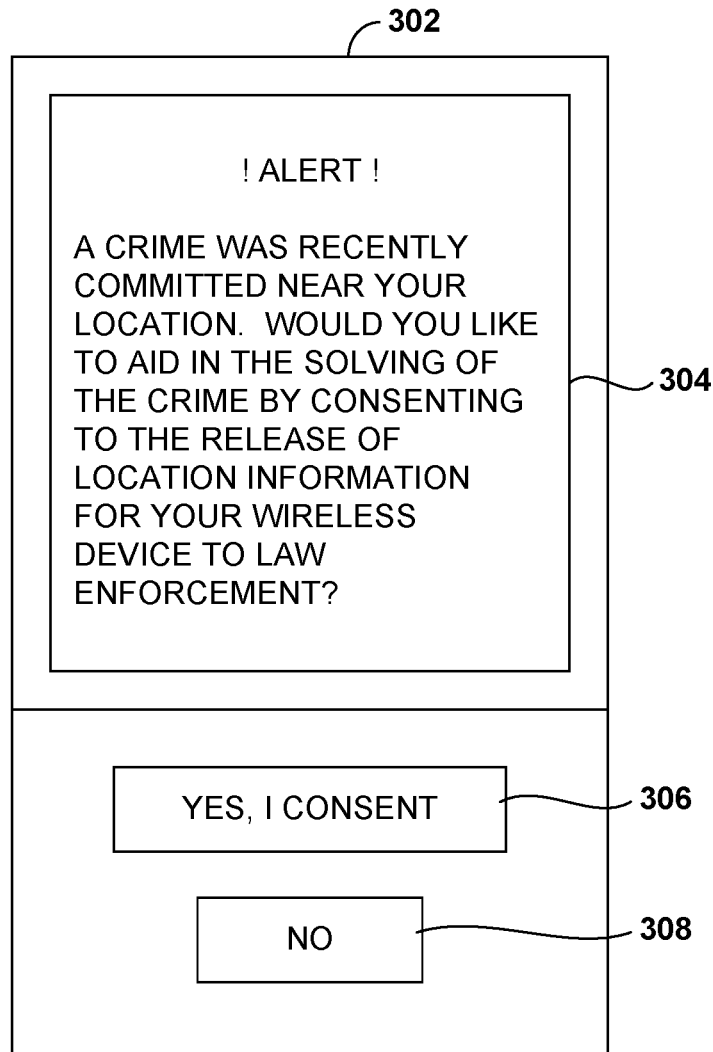 302
! ALERT !
A CRIME WAS RECENTLY
COMMITTED NEAR YOUR
LOCATION.  WOULD YOU LIKE
TO AID IN THE SOLVING OF
THE CRIME BY CONSENTING
TO THE RELEASE OF
LOCATION INFORMATION
FOR YOUR WIRELESS
DEVICE TO LAW
ENFORCEMENT?
304
YES, I CONSENT
306
NO
308